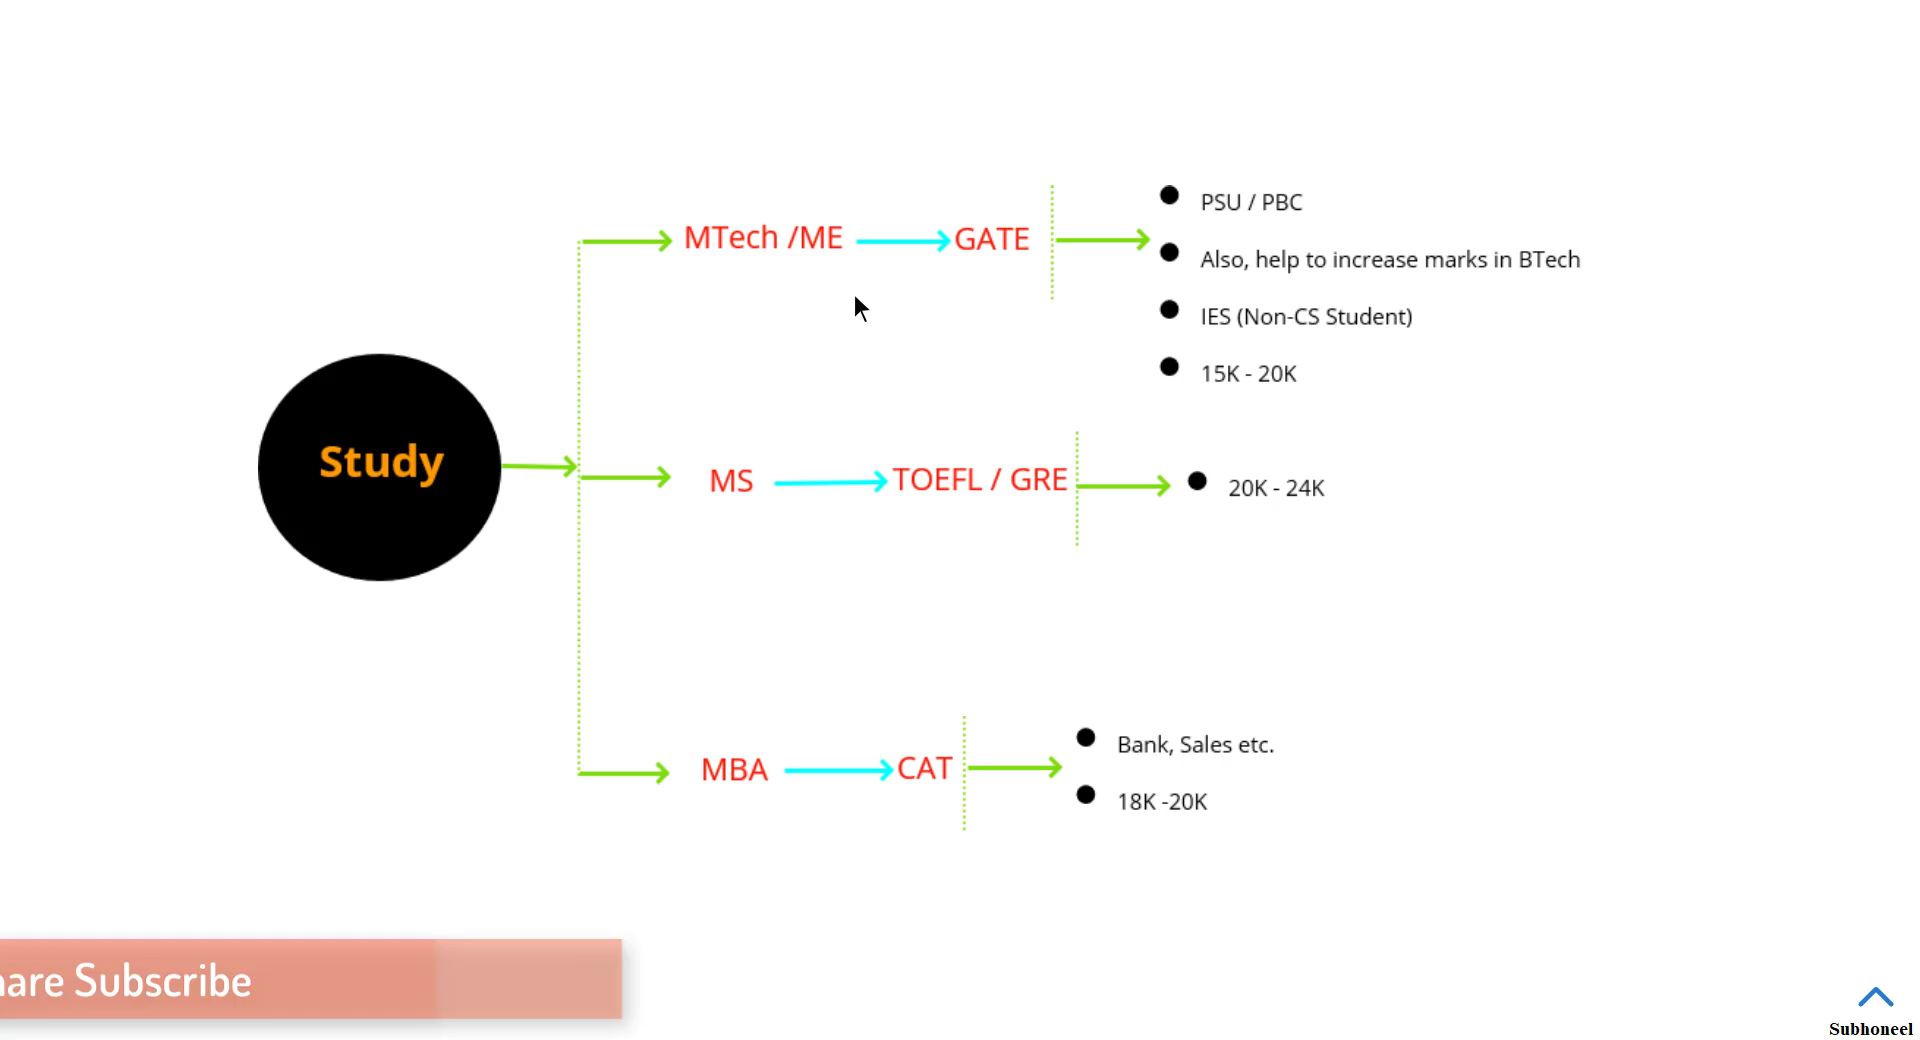 Study
MTech /ME
GATE
PSU / PBC
Also, help to increase marks in BTech
IES (Non-CS Student)
15K - 20K
MS
TOEFL / GRE
20K - 24K
MBA
CAT
Bank, Sales etc.
18K -20K
Subscribe
Subhoneel